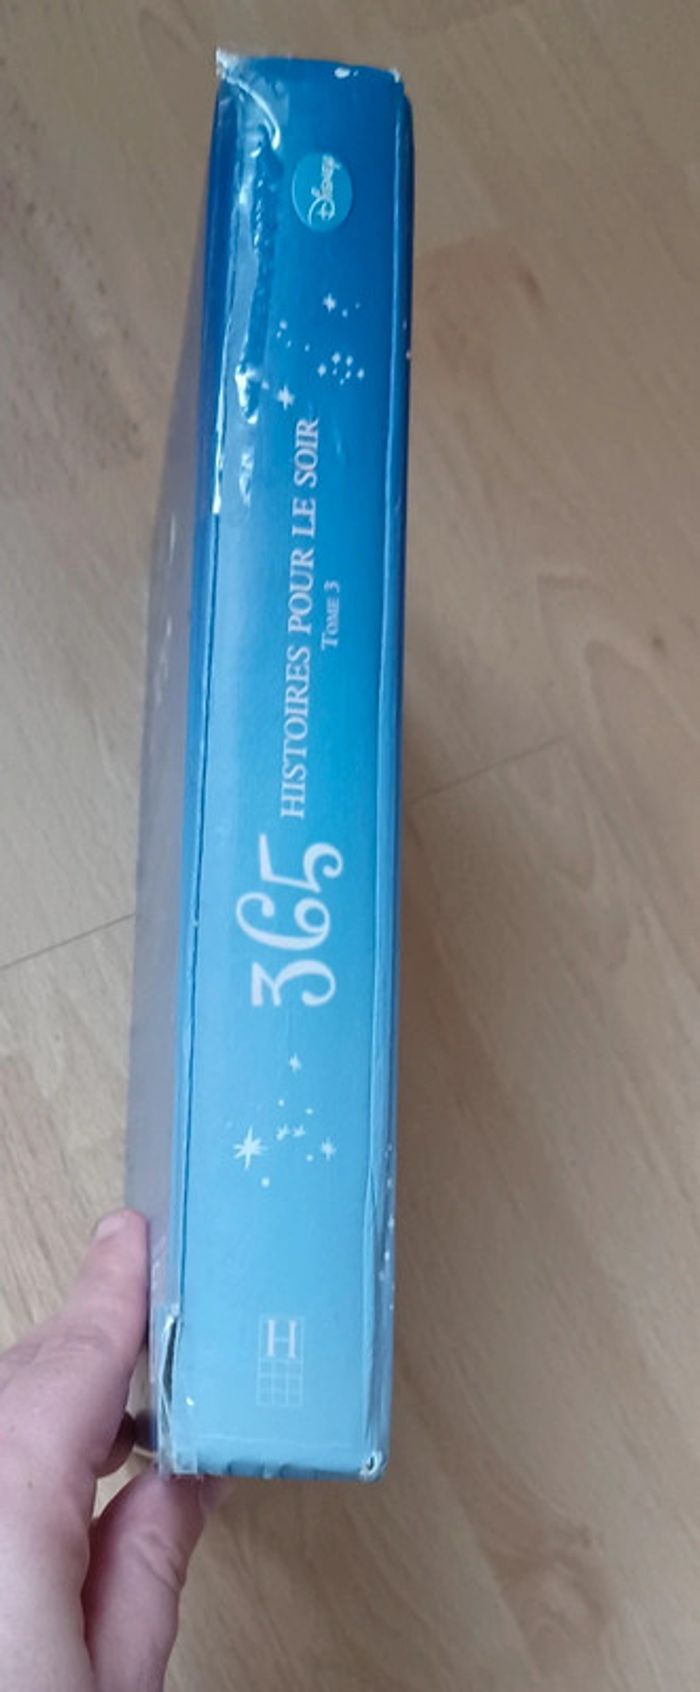 Disney
365 HISTOIRES POUR LE SOIR
TOME 3
H